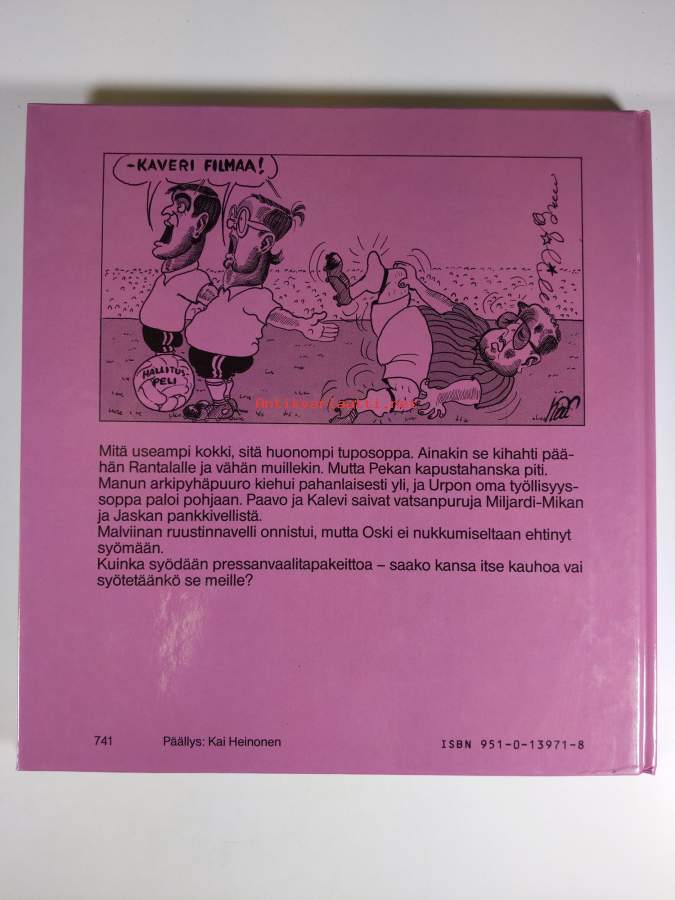 -KAVERI FILMAA!
HALLITUS-
PELI
Antikvariaatti.net
Mitä useampi kokki, sitä huonompi tuposoppa. Ainakin se kihahti pää-
hän Rantalalle ja vähän muillekin. Mutta Pekan kapustahanska piti.
Manun arkipyhäpuuro kiehui pahanlaisesti yli, ja Urpon oma työllisyys-
soppa paloi pohjaan. Paavo ja Kalevi saivat vatsanpuruja Miljardi-Mikan
ja Jaskan pankkivellistä.
Malviinan ruustinnavelli onnistui, mutta Oski ei nukkumiseltaan ehtinyt
syömään.
Kuinka syödään pressanvaalitapakeittoa – saako kansa itse kauhoa vai
syötetäänkö se meille?
741 Päällys: Kai Heinonen ISBN 951-0-13971-8